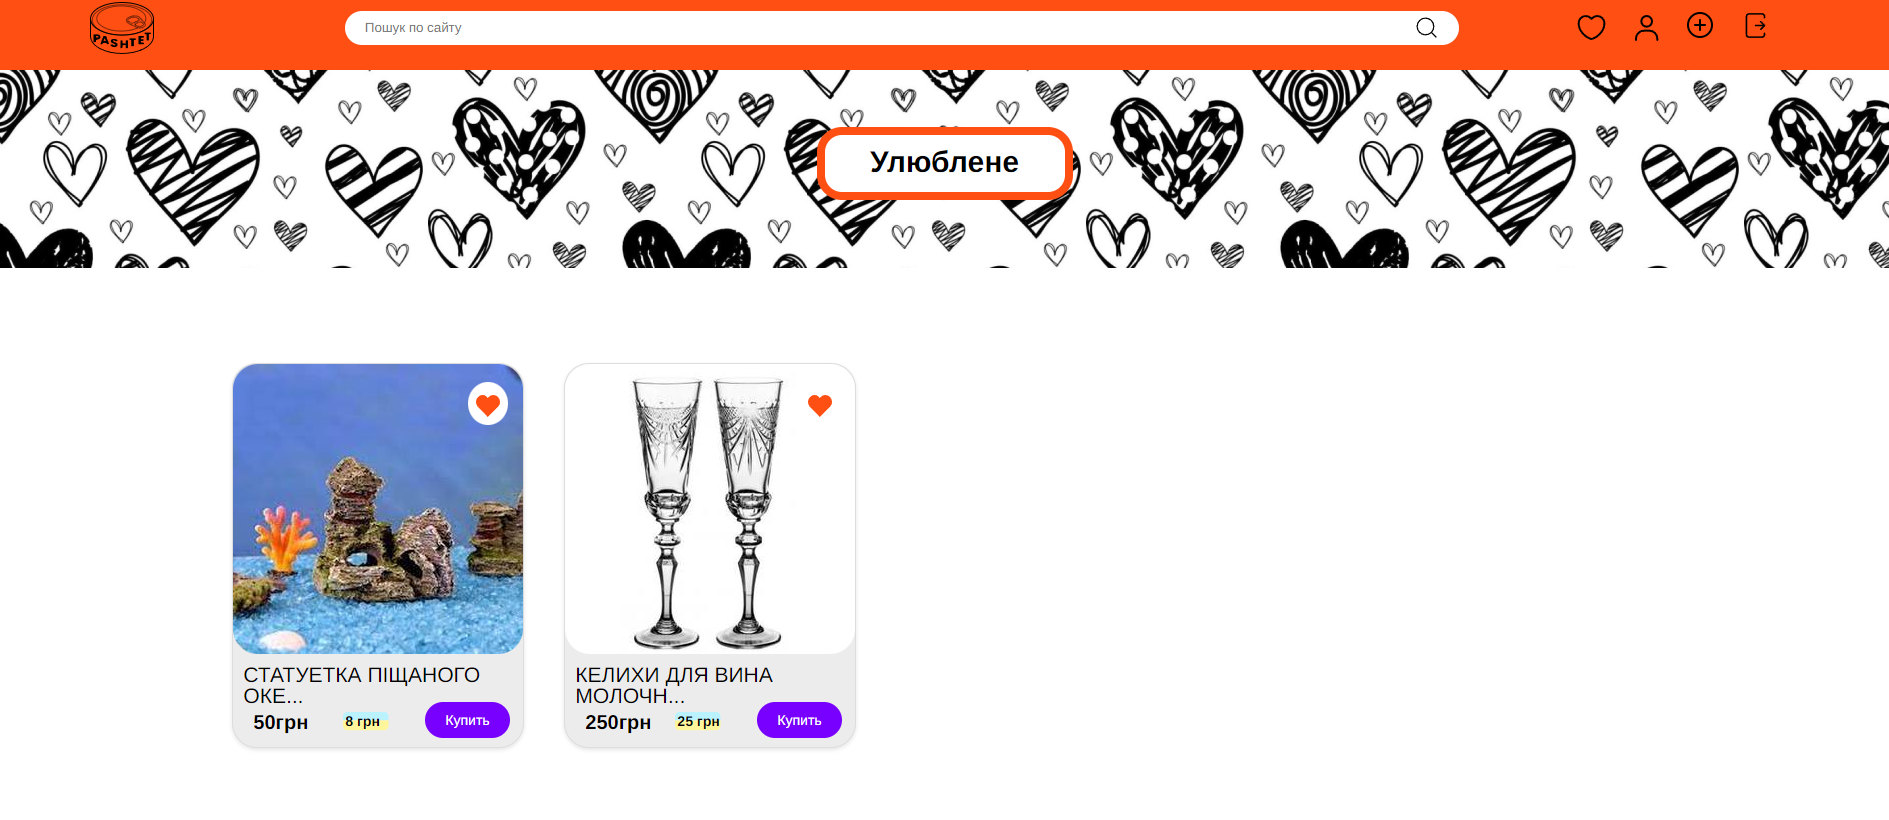 PASHTET
Пошук по сайту
Улюблене
СТАТУЕТКА ПІЩАНОГО
ОКЕ...
50грн 8 грн Купить
КЕЛИХИ ДЛЯ ВИНА
МОЛОЧН...
250грн 25 грн Купить